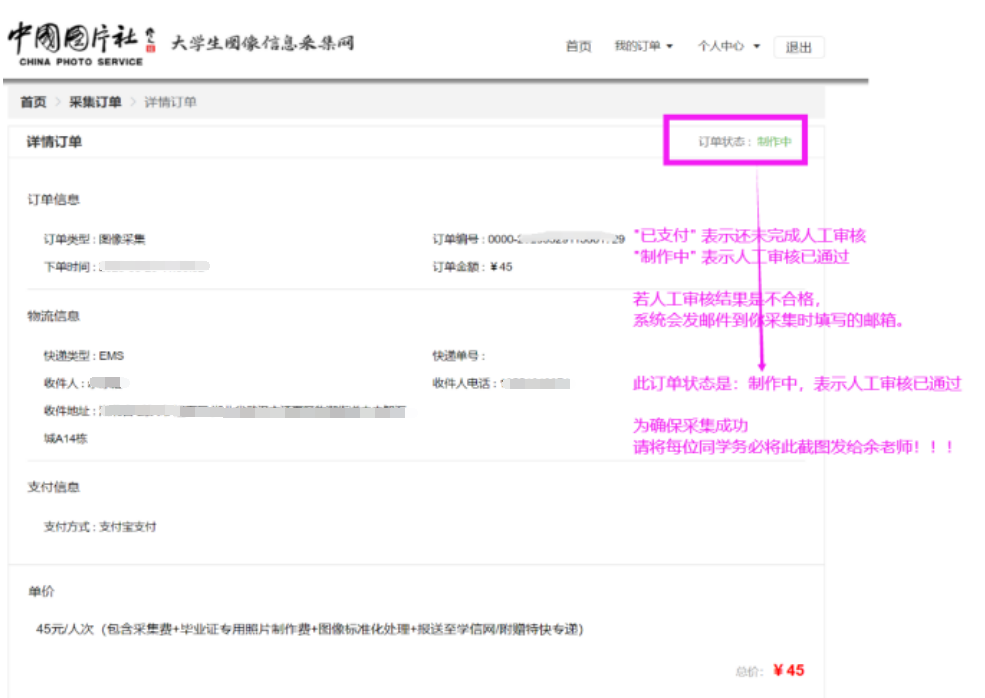 中國图片社
CHINA PHOTO SERVICE
大学生图像信息采集网
首页 我的订单 个人中心 退出
首页 > 采集订单 > 详情订单
详情订单
订单状态：制作中
订单信息
订单类型：图像采集
订单编号：0000-
下单时间：
订单金额：￥45
"已支付" 表示还未完成人工审核
"制作中" 表示人工审核已通过
若人工审核结果是不合格，
系统会发邮件到你采集时填写的邮箱。
物流信息
快递类型：EMS
快递单号：
收件人：
收件人电话：
收件地址：
城A14栋
此订单状态是：制作中，表示人工审核已通过
为确保采集成功
请将每位同学务必将此截图发给余老师！！！
支付信息
支付方式：支付宝支付
单价
45元/人次（包含采集费+毕业证专用照片制作费+图像标准化处理+报送至学信网/附赠特快专递）
总价：￥45